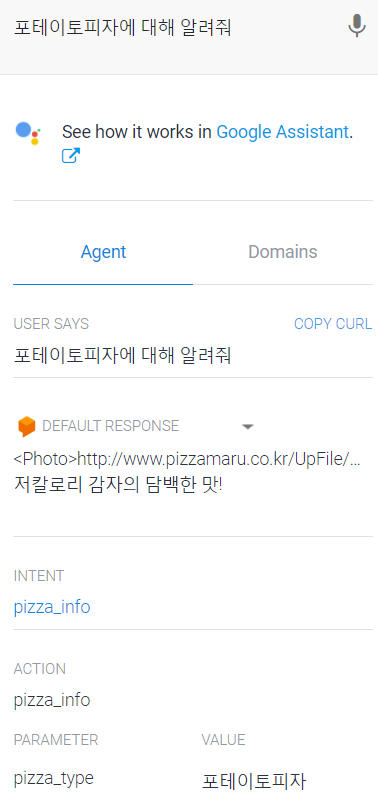 포테이토피자에 대해 알려줘
See how it works in Google Assistant.
Agent
Domains
USER SAYS
COPY CURL
포테이토피자에 대해 알려줘
DEFAULT RESPONSE
<Photo>http://www.pizzamaru.co.kr/UpFile/...
저칼로리 감자의 담백한 맛!
INTENT
pizza_info
ACTION
pizza_info
PARAMETER
VALUE
pizza_type
포테이토피자